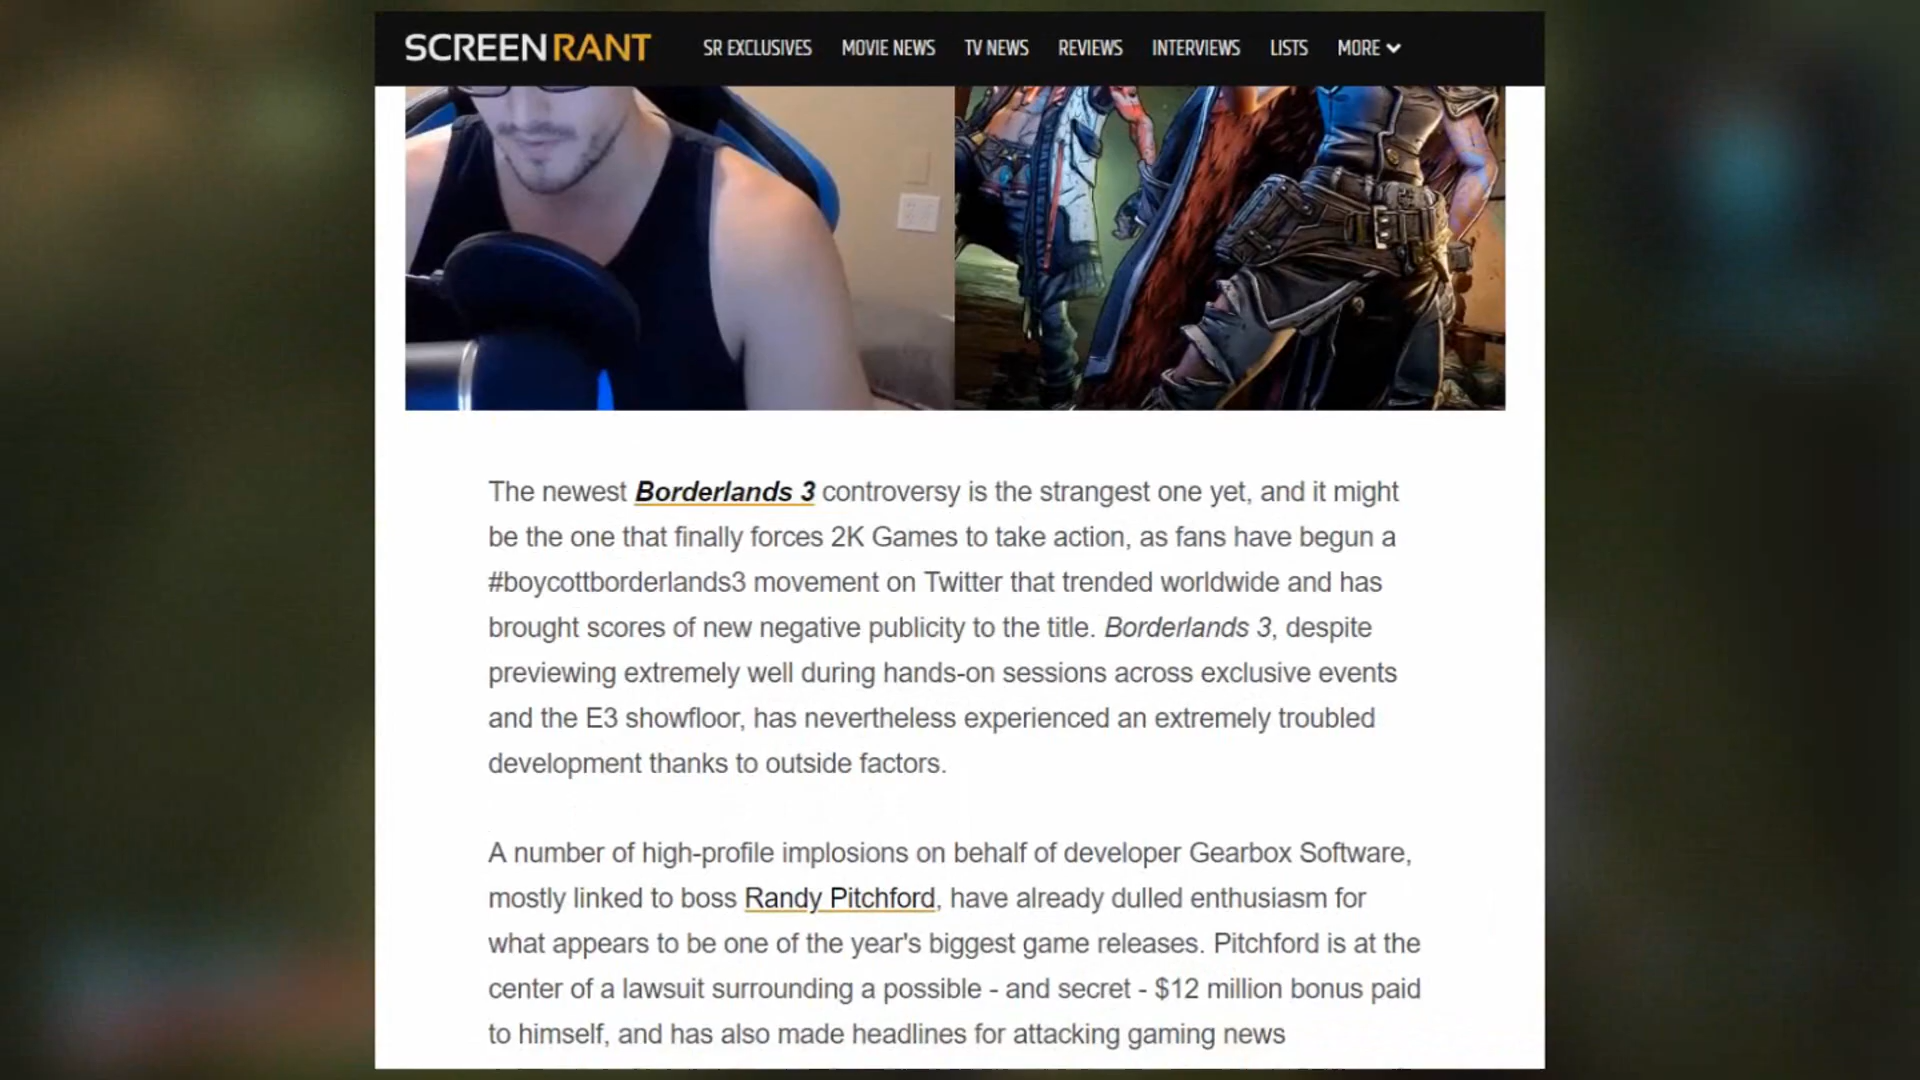 SCREENRANT SR EXCLUSIVES MOVIE NEWS TV NEWS REVIEWS INTERVIEWS LISTS MORE
The newest Borderlands 3 controversy is the strangest one yet, and it might
be the one that finally forces 2K Games to take action, as fans have begun a
#boycottborderlands3 movement on Twitter that trended worldwide and has
brought scores of new negative publicity to the title. Borderlands 3, despite
previewing extremely well during hands-on sessions across exclusive events
and the E3 showfloor, has nevertheless experienced an extremely troubled
development thanks to outside factors.
A number of high-profile implosions on behalf of developer Gearbox Software,
mostly linked to boss Randy Pitchford, have already dulled enthusiasm for
what appears to be one of the year's biggest game releases. Pitchford is at the
center of a lawsuit surrounding a possible - and secret - $12 million bonus paid
to himself, and has also made headlines for attacking gaming news